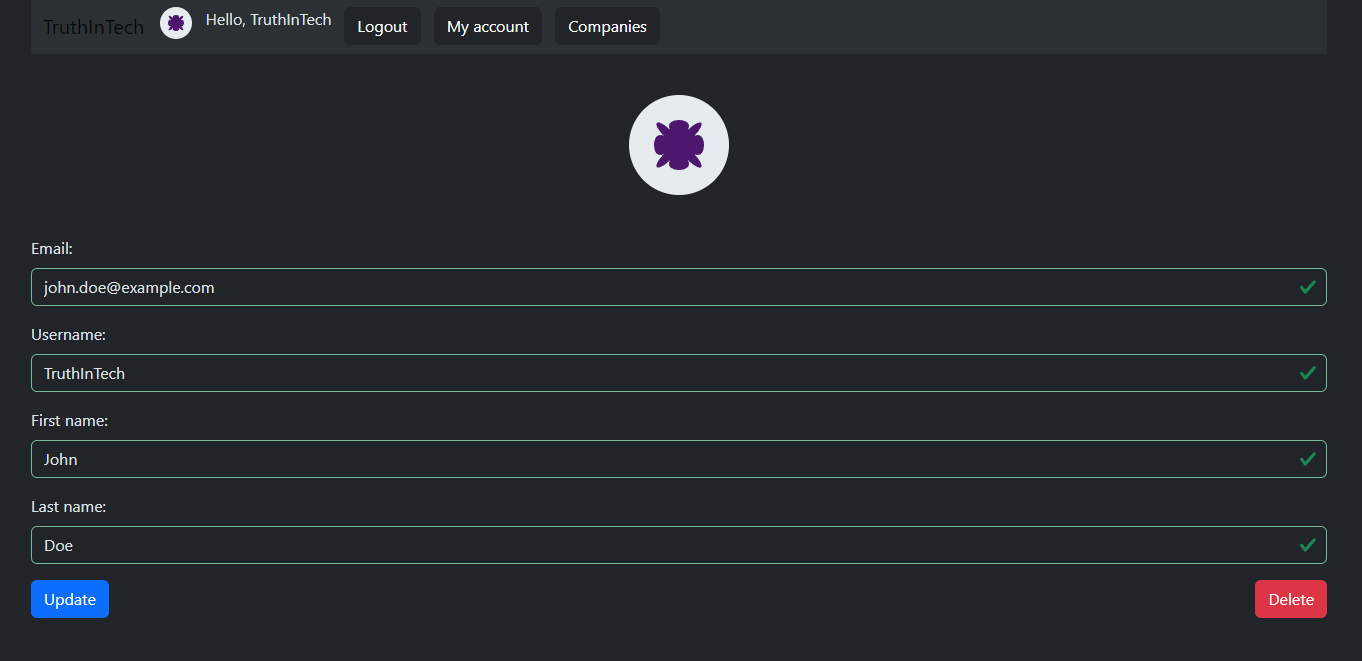 TruthInTech Hello, TruthInTech Logout My account Companies
Email:
john.doe@example.com
Username:
TruthInTech
First name:
John
Last name:
Doe
Update Delete